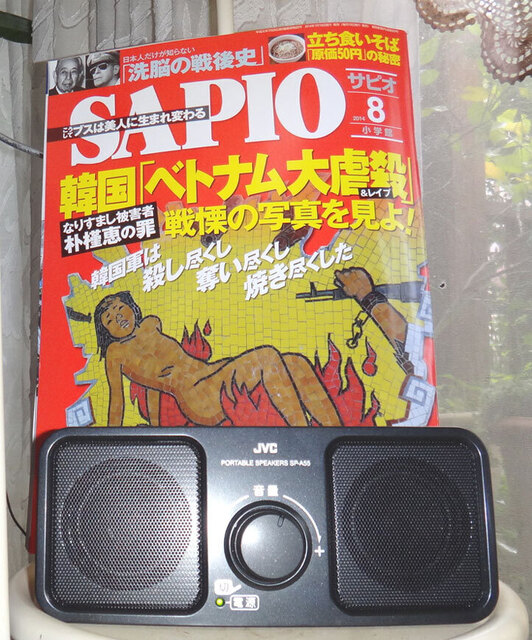 日本人だけが知らない
「洗脳の戦後史」
立ち食いそば
「原価50円」の秘密
SAPIO
サピオ
2014.
8
小学館
こうしてブスは美人に生まれ変わる
韓国「ベトナム大虐殺」
&レイプ
なりすまし被害者
朴槿恵の罪
戦慄の写真を見よ!
韓国軍は
殺し尽くし
奪い尽くし
焼き尽くした
JVC
PORTABLE SPEAKERS SP-A55
音量
+
切
電源